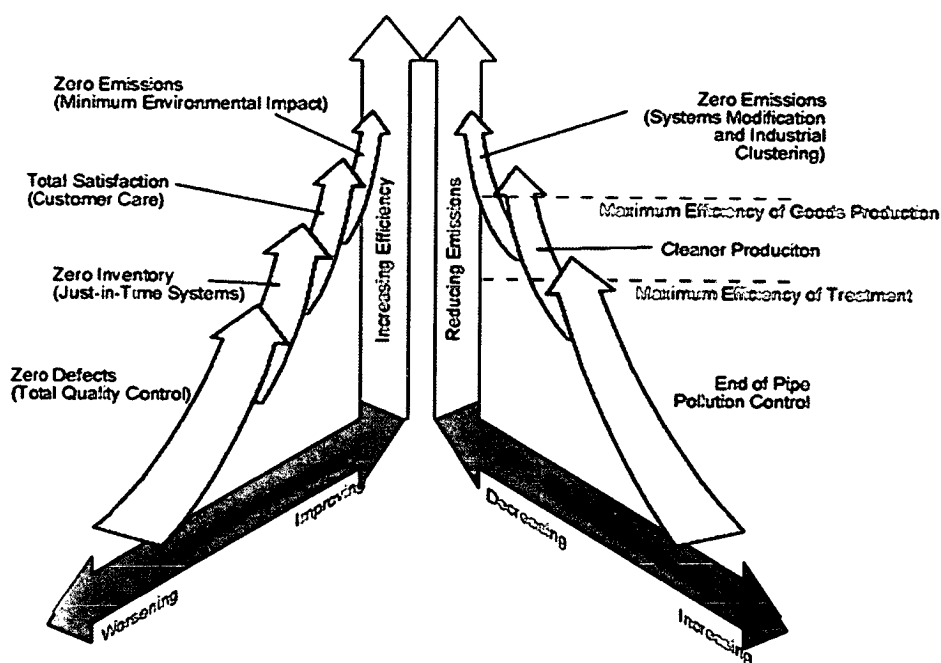 Zero Emissions
(Minimum Environmental Impact)
Total Satisfaction
(Customer Care)
Zero Inventory
(Just-in-Time Systems)
Zero Defects
(Total Quality Control)
Increasing Efficiency
Reducing Emissions
Zero Emissions
(Systems Modification
and Industrial
Clustering)
Maximum Efficiency of Goods Production
Cleaner Produciton
Maximum Efficiency of Treatment
End of Pipe
Pollution Control
Improving
Worsening
Decreasing
Increasing